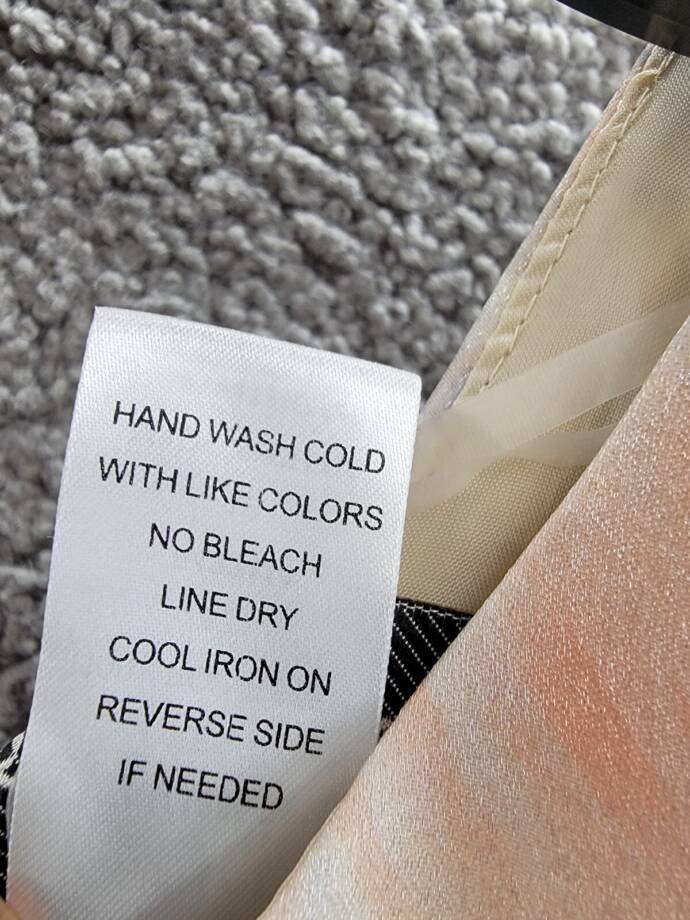 HAND WASH COLD
WITH LIKE COLORS
NO BLEACH
LINE DRY
COOL IRON ON
REVERSE SIDE
IF NEEDED